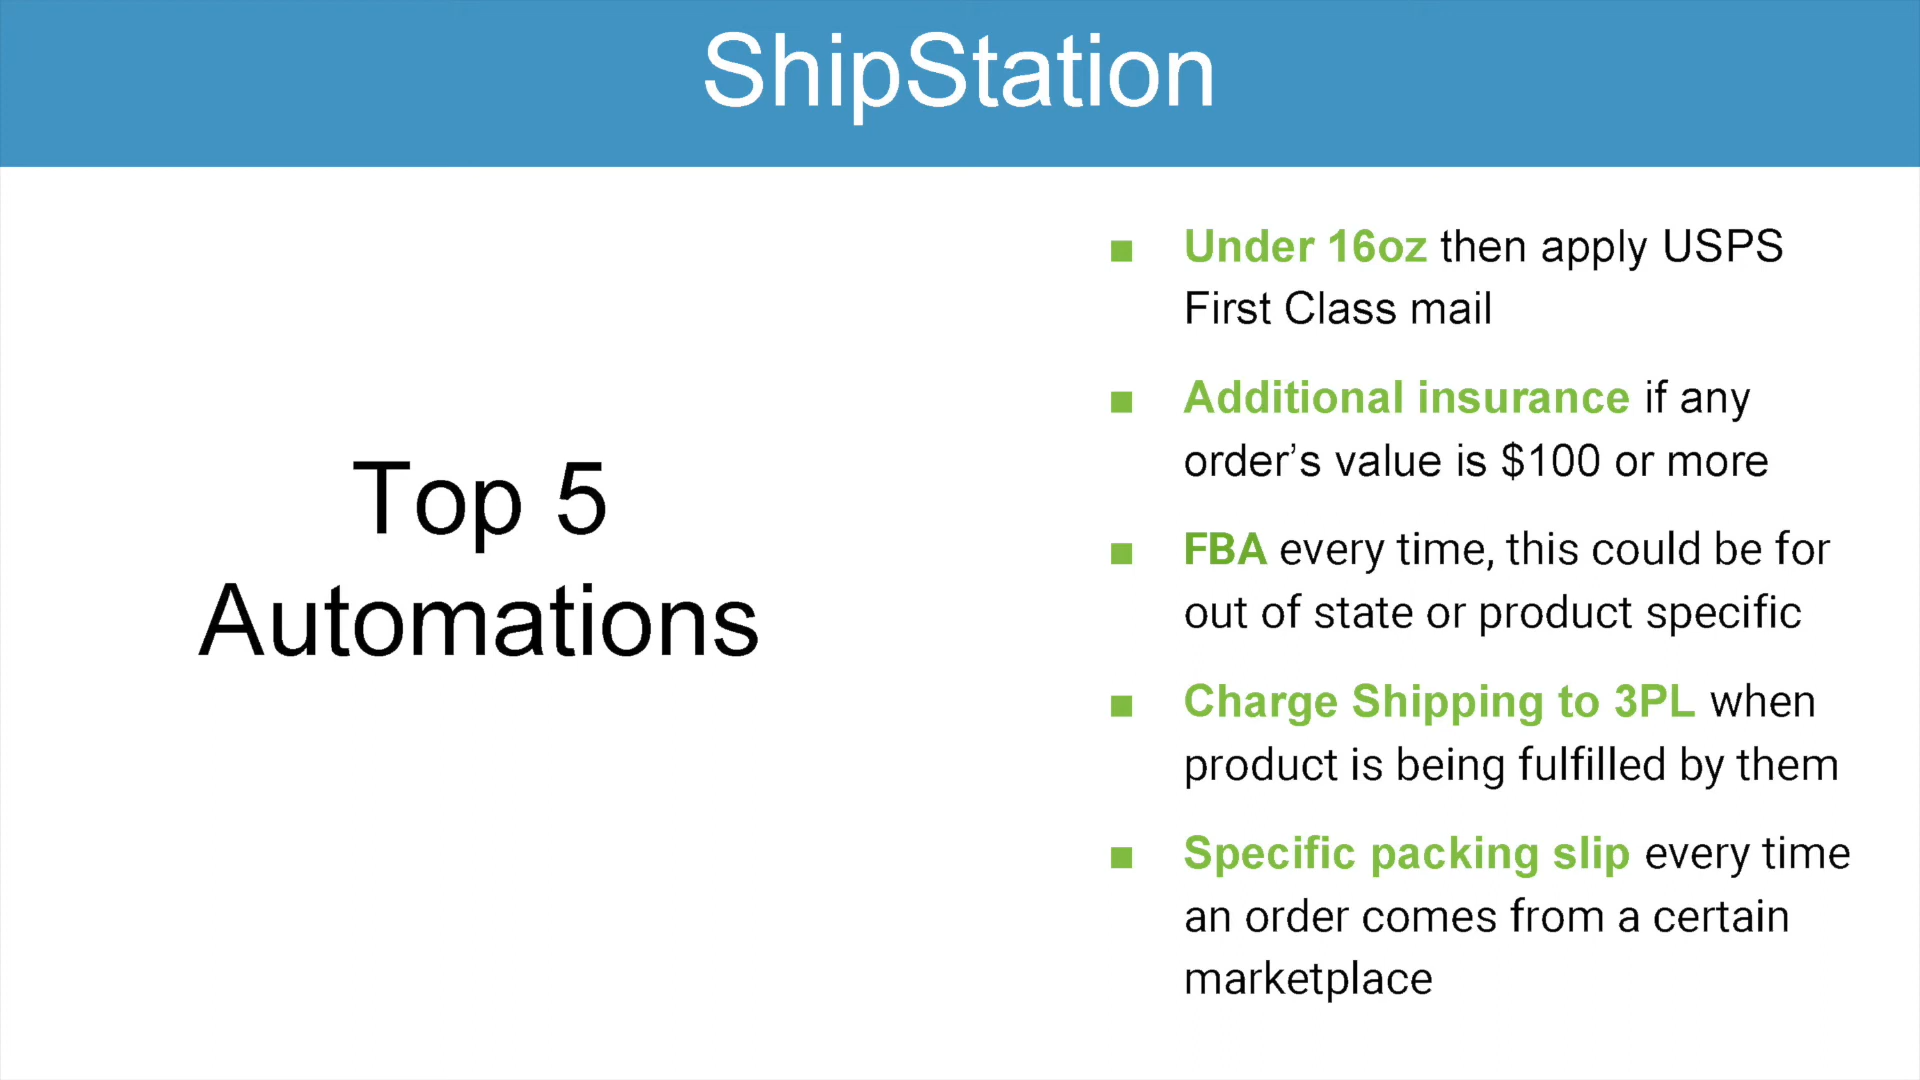 ShipStation
Top 5
Automations
■ Under 16oz then apply USPS
First Class mail
■ Additional insurance if any
order’s value is $100 or more
■ FBA every time, this could be for
out of state or product specific
■ Charge Shipping to 3PL when
product is being fulfilled by them
■ Specific packing slip every time
an order comes from a certain
marketplace